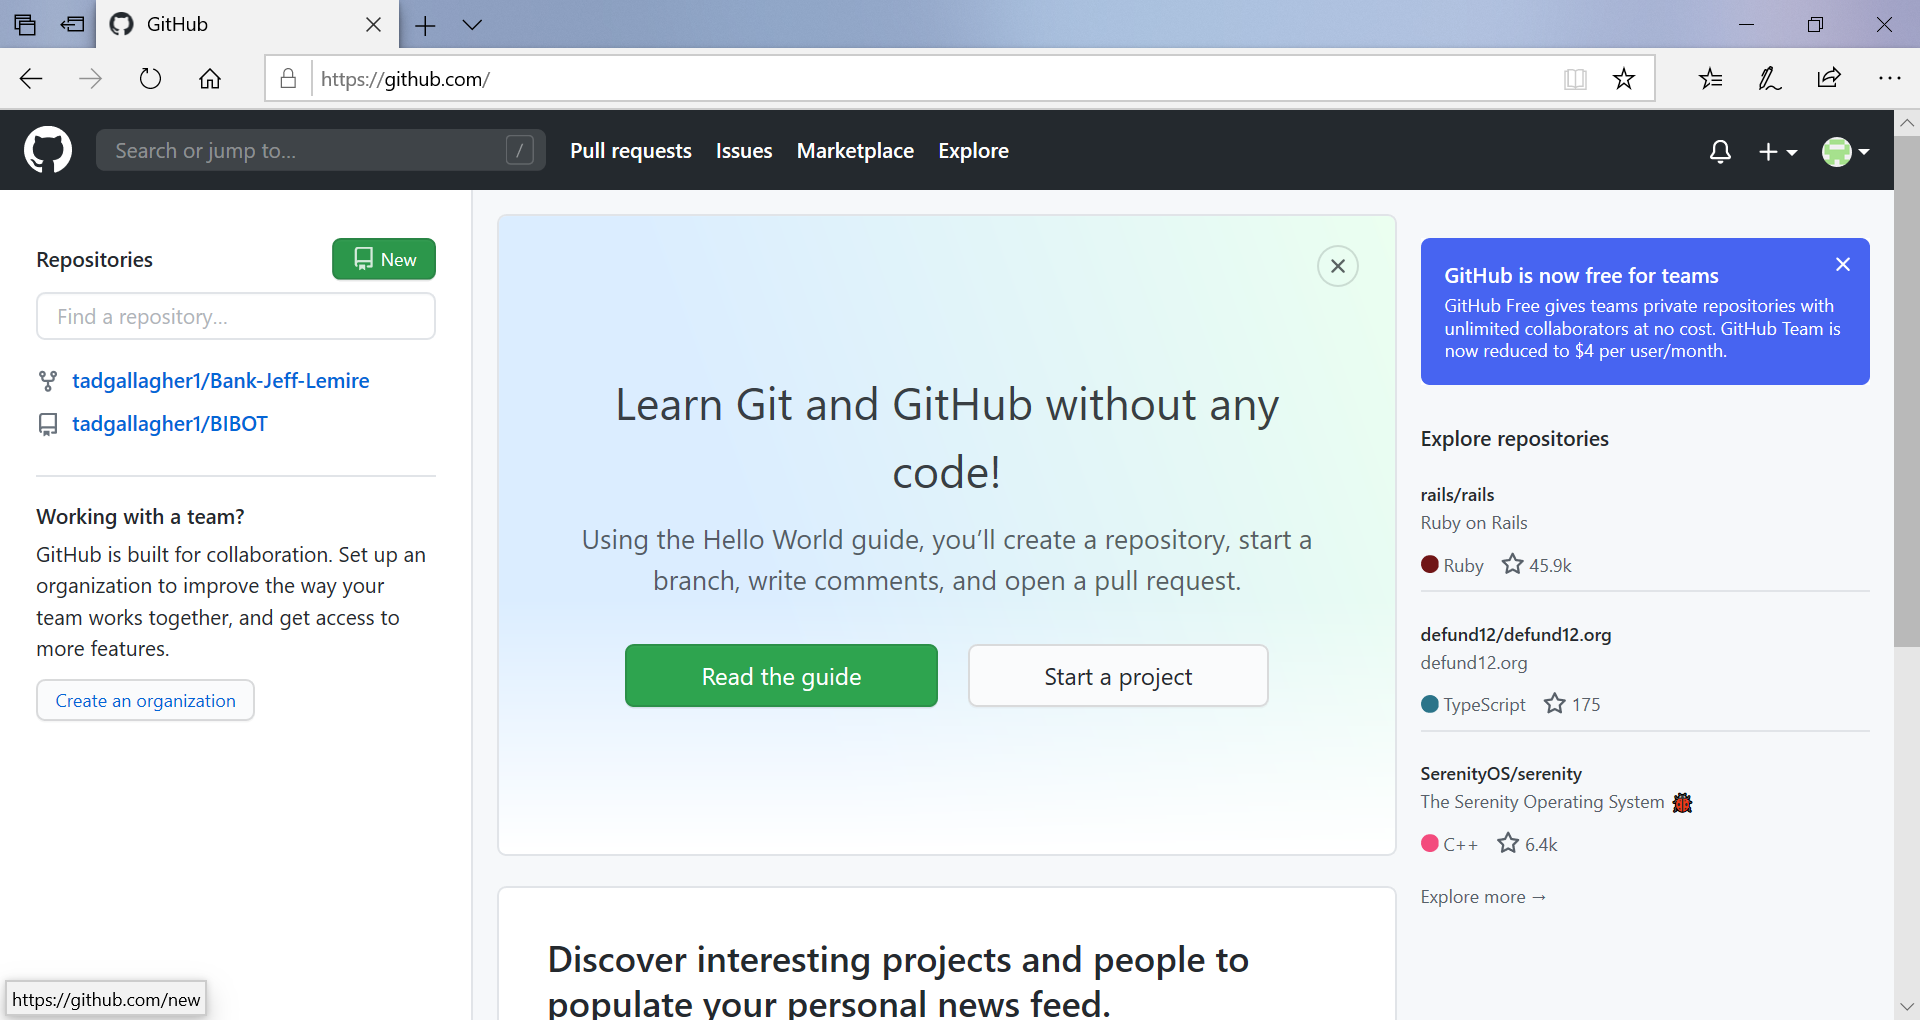 GitHub
https://github.com/
Search or jump to...
/
Pull requests
Issues
Marketplace
Explore
Repositories
New
Find a repository...
tadgallagher1/Bank-Jeff-Lemire
tadgallagher1/BIBOT
Working with a team?
GitHub is built for collaboration. Set up an
organization to improve the way your
team works together, and get access to
more features.
Create an organization
Learn Git and GitHub without any
code!
Using the Hello World guide, you’ll create a repository, start a
branch, write comments, and open a pull request.
Read the guide
Start a project
Discover interesting projects and people to
populate your personal news feed.
GitHub is now free for teams
GitHub Free gives teams private repositories with
unlimited collaborators at no cost. GitHub Team is
now reduced to $4 per user/month.
Explore repositories
rails/rails
Ruby on Rails
Ruby 45.9k
defund12/defund12.org
defund12.org
TypeScript 175
SerenityOS/serenity
The Serenity Operating System 🐞
C++ 6.4k
Explore more →
https://github.com/new